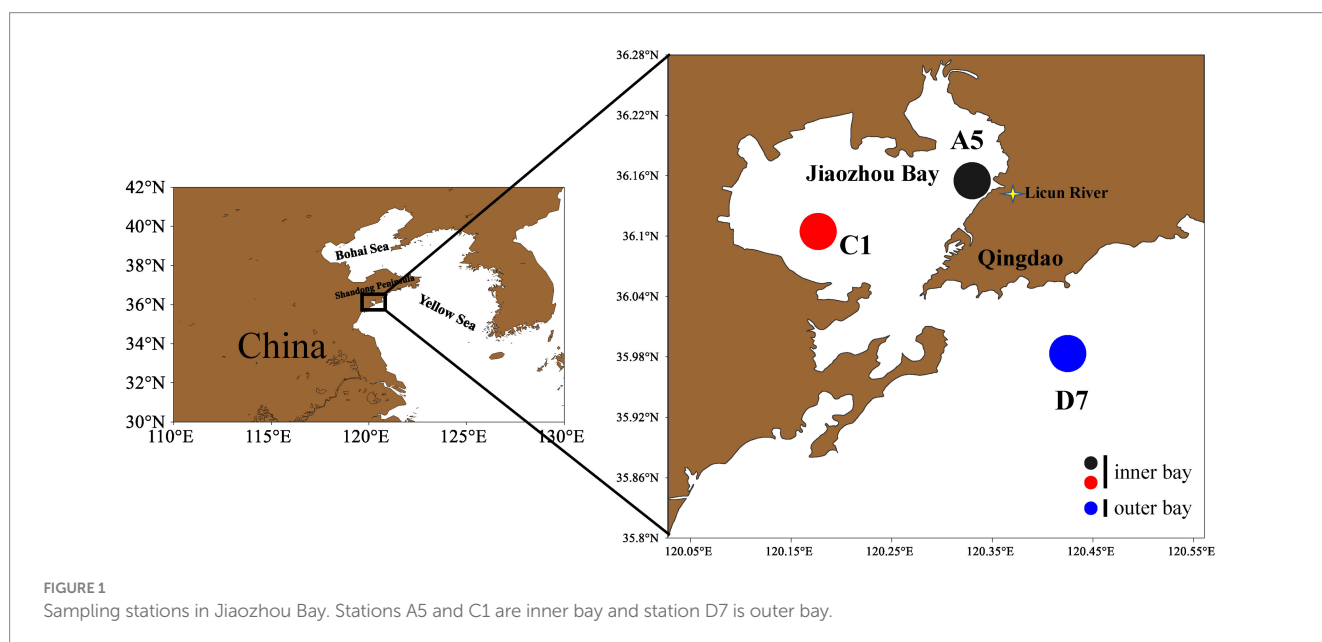 42°N
40°N
38°N
36°N
34°N
32°N
30°N
110°E
115°E
120°E
125°E
130°E
Bohai Sea
Shandong Peninsula
Yellow Sea
China
36.28°N
36.22°N
36.16°N
36.1°N
36.04°N
35.98°N
35.92°N
35.86°N
35.8°N
120.05°E
120.15°E
120.25°E
120.35°E
120.45°E
120.55°E
A5
Jiaozhou Bay
Licun River
C1
Qingdao
D7
inner bay
outer bay
FIGURE 1
Sampling stations in Jiaozhou Bay. Stations A5 and C1 are inner bay and station D7 is outer bay.